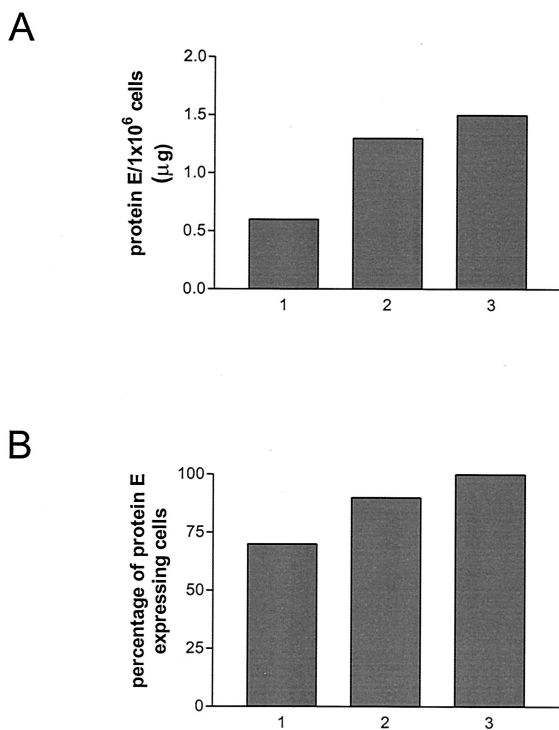 A
protein E/1x10⁶ cells
(μg)
2.0
1.5
1.0
0.5
0.0
1 2 3
B
percentage of protein E
expressing cells
100
75
50
25
0
1 2 3